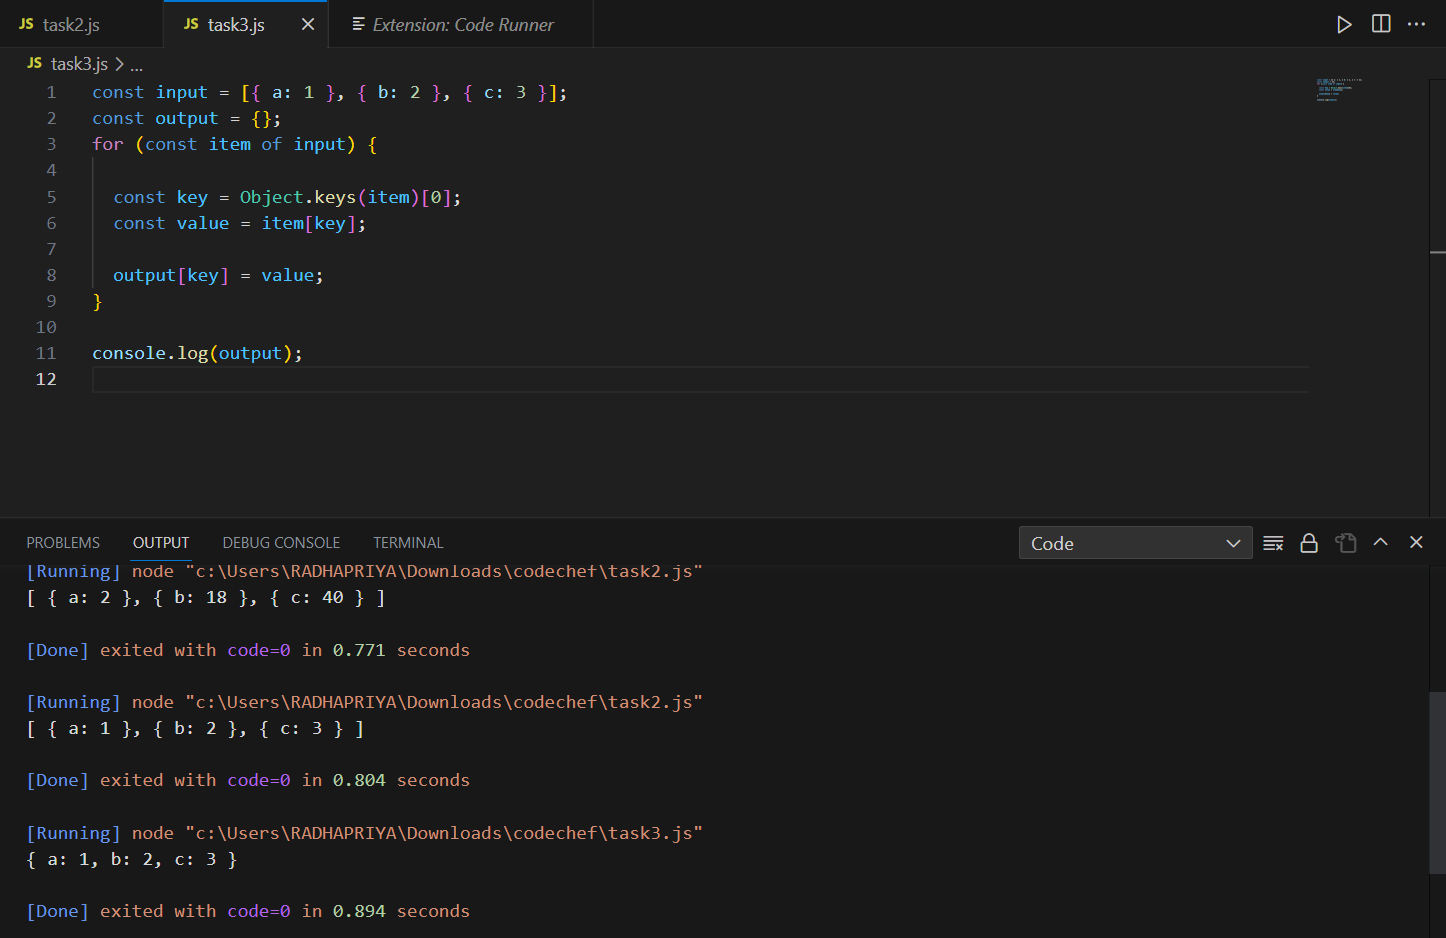 JS task2.js JS task3.js Extension: Code Runner
JS task3.js > ...
1 const input = [{ a: 1 }, { b: 2 }, { c: 3 }];
2 const output = {};
3 for (const item of input) {
4
5 const key = Object.keys(item)[0];
6 const value = item[key];
7
8 output[key] = value;
9 }
10
11 console.log(output);
12
PROBLEMS OUTPUT DEBUG CONSOLE TERMINAL Code
[Running] node "c:\Users\RADHAPRIYA\Downloads\codechef\task2.js"
[ { a: 2 }, { b: 18 }, { c: 40 } ]
[Done] exited with code=0 in 0.771 seconds
[Running] node "c:\Users\RADHAPRIYA\Downloads\codechef\task2.js"
[ { a: 1 }, { b: 2 }, { c: 3 } ]
[Done] exited with code=0 in 0.804 seconds
[Running] node "c:\Users\RADHAPRIYA\Downloads\codechef\task3.js"
{ a: 1, b: 2, c: 3 }
[Done] exited with code=0 in 0.894 seconds